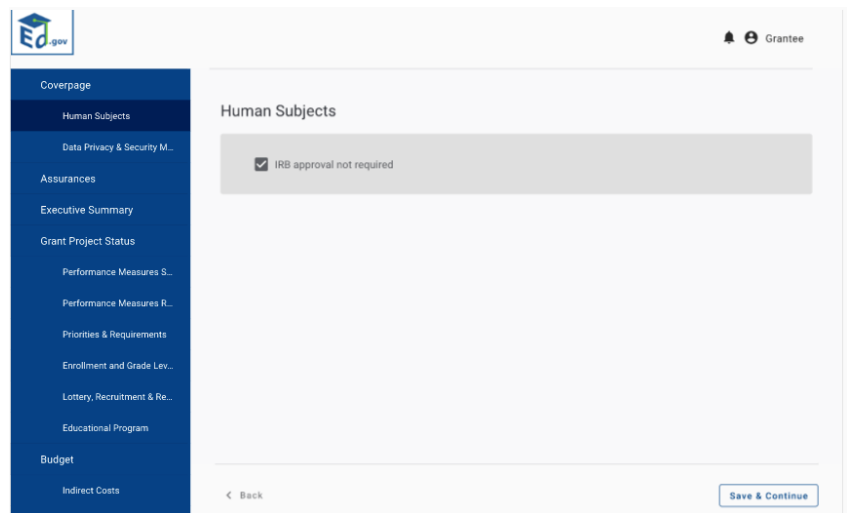 Ed.gov
Grantee
Coverpage
Human Subjects
Data Privacy & Security M...
Assurances
Executive Summary
Grant Project Status
Performance Measures S...
Performance Measures R...
Priorities & Requirements
Enrollment and Grade Lev...
Lottery, Recruitment & Re...
Educational Program
Budget
Indirect Costs
Human Subjects
IRB approval not required
Back
Save & Continue